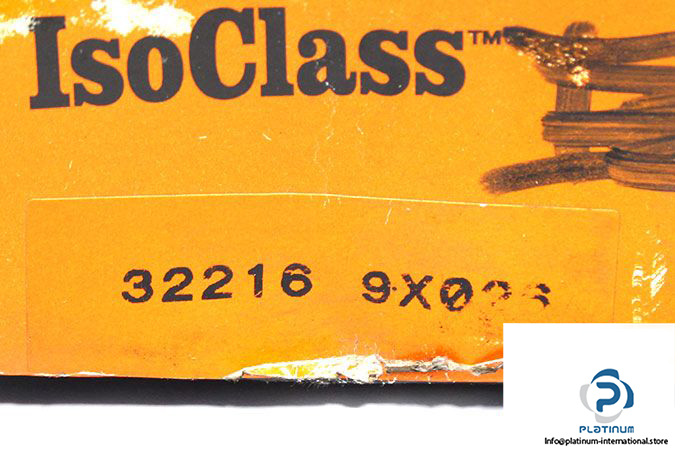 IsoClass™
32216
PLATINUM
Info@platinum-international.store